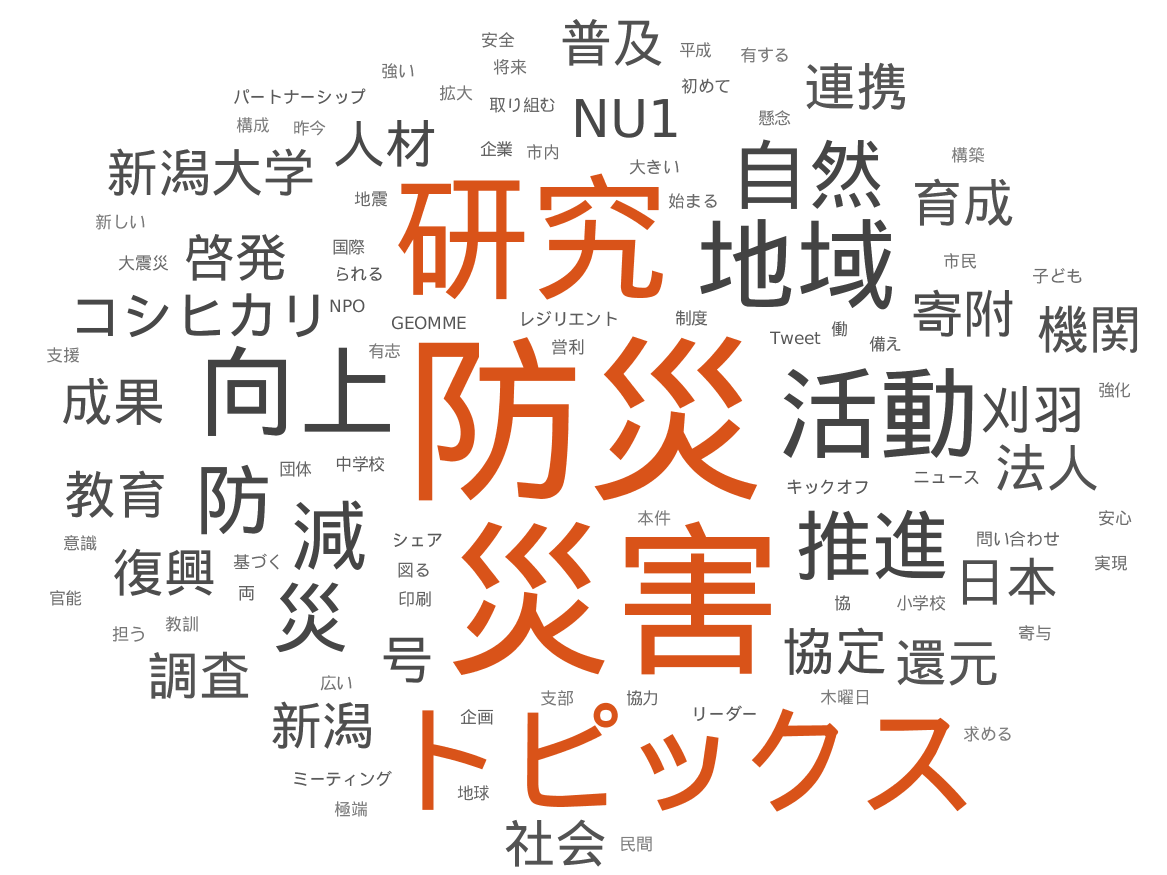 安全
普及
平成
有する
将来
強い
初めて
連携
拡大
取り組む
NU1
パートナーシップ
構成
昨今
人材
企業
市内
懸念
新潟大学
大きい
自然
構築
地震
研究
始まる
育成
新しい
啓発
国際
地域
市民
大震災
られる
子ども
コシヒカリ
NPO
GEOMME
レジリエント
制度
寄附
機関
Tweet
働
備え
支援
有志
営利
成果
向上
防災
活動
刈羽
強化
教育
防
団体
中学校
キックオフ
ニュース
法人
減
本件
推進
安心
意識
復興
基づく
シェア
災害
問い合わせ
実現
官能
両
図る
印刷
日本
担う
教訓
災
号
協
小学校
寄与
調査
協定
還元
広い
支部
協力
木曜日
新潟
企画
リーダー
トピックス
求める
ミーティング
地球
極端
社会
民間